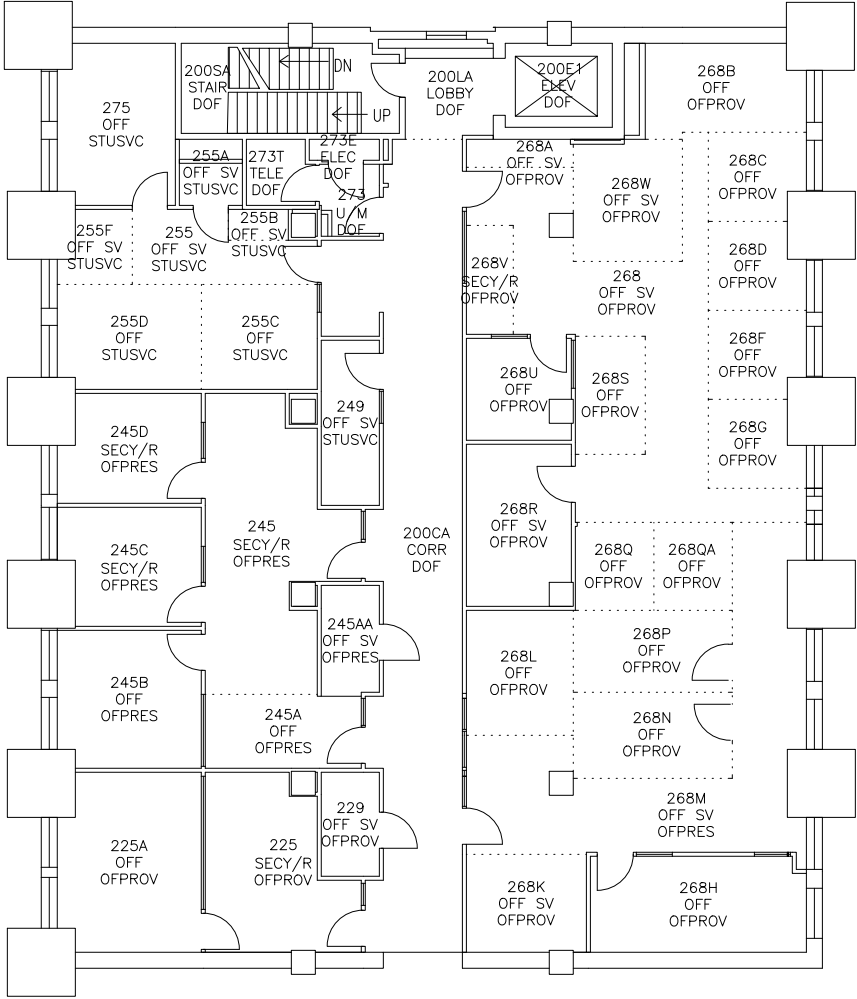 200SA
STAIR
DOF
DN
UP
200LA
LOBBY
DOF
200E1
ELEV
DOF
268B
OFF
OFPROV
275
OFF
STUSVC
255A
OFF SV
STUSVC
273T
TELE
DOF
273E
ELEC
DOF
273
U/M
DOF
268A
OFF SV
OFPROV
268W
OFF SV
OFPROV
268C
OFF
OFPROV
255F
OFF SV
STUSVC
255
OFF SV
STUSVC
255B
OFF SV
STUSVC
268V
SECY/R
OFPROV
268
OFF SV
OFPROV
268D
OFF
OFPROV
255D
OFF
STUSVC
255C
OFF
STUSVC
268U
OFF
OFPROV
268S
OFF
OFPROV
268F
OFF
OFPROV
249
OFF SV
STUSVC
268G
OFF
OFPROV
245D
SECY/R
OFPRES
245
SECY/R
OFPRES
200CA
CORR
DOF
268R
OFF SV
OFPROV
245C
SECY/R
OFPRES
268Q
OFF
OFPROV
268QA
OFF
OFPROV
245AA
OFF SV
OFPRES
268L
OFF
OFPROV
268P
OFF
OFPROV
245B
OFF
OFPRES
245A
OFF
OFPRES
268N
OFF
OFPROV
268M
OFF SV
OFPRES
225A
OFF
OFPROV
225
SECY/R
OFPROV
229
OFF SV
OFPROV
268K
OFF SV
OFPROV
268H
OFF
OFPROV